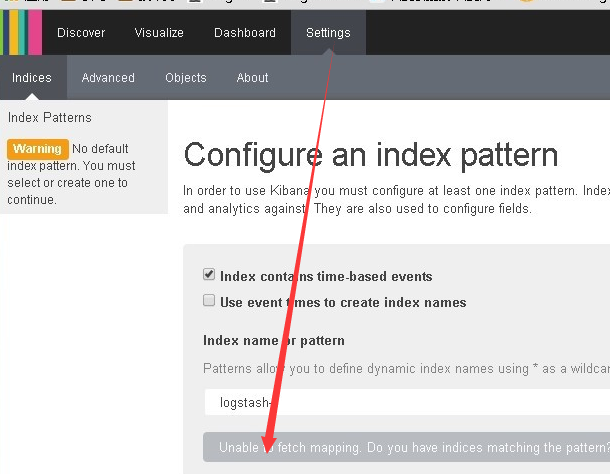 Discover Visualize Dashboard Settings
Indices Advanced Objects About
Index Patterns
Warning No default
index pattern. You must
select or create one to
continue.
Configure an index pattern
In order to use Kibana you must configure at least one index pattern. Index
and analytics against. They are also used to configure fields.
Index contains time-based events
Use event times to create index names
Index name or pattern
Patterns allow you to define dynamic index names using * as a wildcar
logstash-
Unable to fetch mapping. Do you have indices matching the pattern?